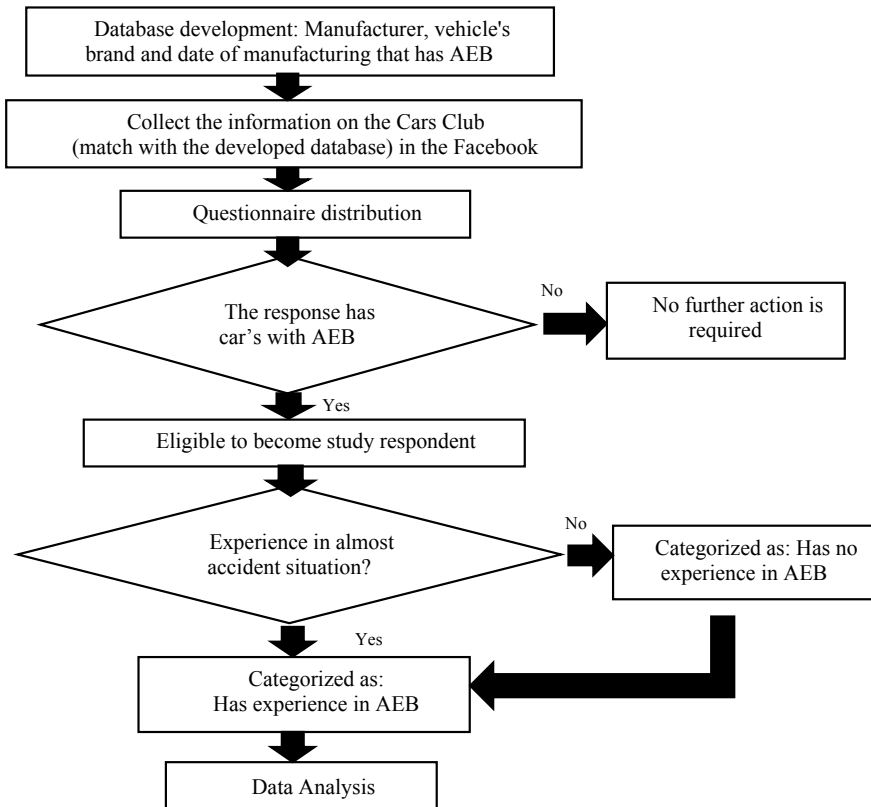 Database development: Manufacturer, vehicle's
brand and date of manufacturing that has AEB
Collect the information on the Cars Club
(match with the developed database) in the Facebook
Questionnaire distribution
The response has
car’s with AEB
No
No further action is
required
Yes
Eligible to become study respondent
Experience in almost
accident situation?
No
Categorized as: Has no
experience in AEB
Yes
Categorized as:
Has experience in AEB
Data Analysis